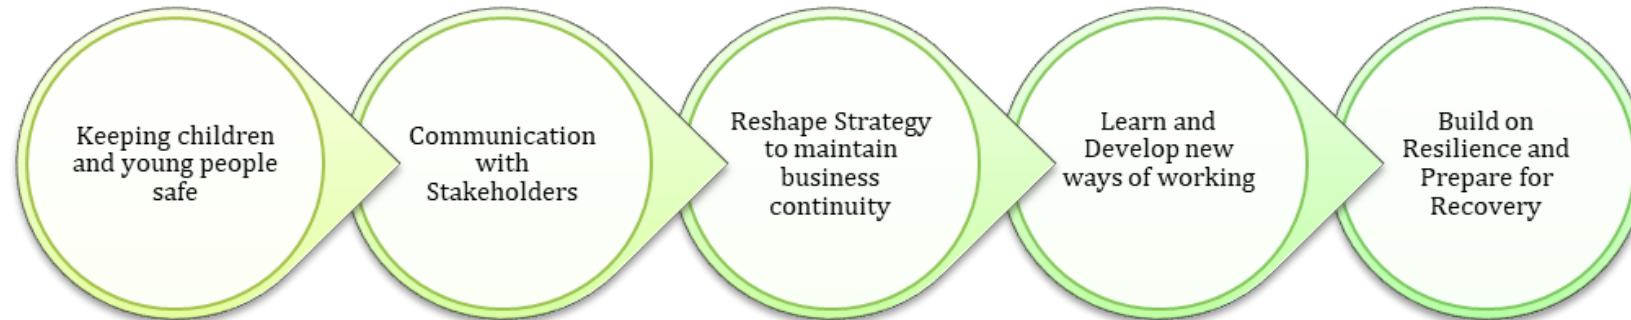 Keeping children
and young people
safe
Communication
with
Stakeholders
Reshape Strategy
to maintain
business
continuity
Learn and
Develop new
ways of working
Build on
Resilience and
Prepare for
Recovery